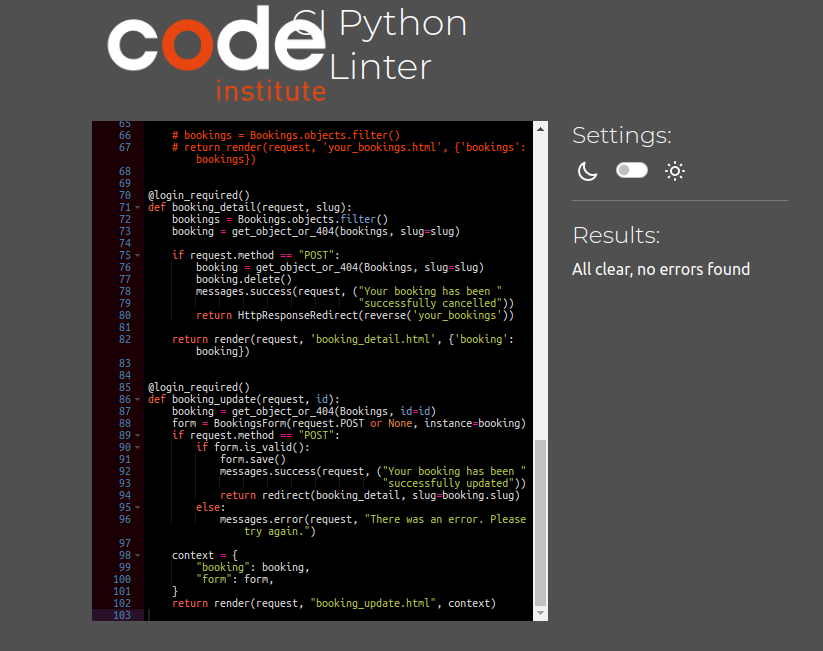 code
institute
CI Python
Linter
65
66 # bookings = Bookings.objects.filter()
67 # return render(request, 'your_bookings.html', {'bookings':
bookings})
68
69
70 @login_required()
71 def booking_detail(request, slug):
72 bookings = Bookings.objects.filter()
73 booking = get_object_or_404(bookings, slug=slug)
74
75 if request.method == "POST":
76 booking = get_object_or_404(Bookings, slug=slug)
77 booking.delete()
78 messages.success(request, ("Your booking has been "
79 "successfully cancelled"))
80 return HttpResponseRedirect(reverse('your_bookings'))
81
82 return render(request, 'booking_detail.html', {'booking':
booking})
83
84
85 @login_required()
86 def booking_update(request, id):
87 booking = get_object_or_404(Bookings, id=id)
88 form = BookingsForm(request.POST or None, instance=booking)
89 if request.method == "POST":
90 if form.is_valid():
91 form.save()
92 messages.success(request, ("Your booking has been "
93 "successfully updated"))
94 return redirect(booking_detail, slug=booking.slug)
95 else:
96 messages.error(request, "There was an error. Please
try again.")
97
98 context = {
99 "booking": booking,
100 "form": form,
101 }
102 return render(request, "booking_update.html", context)
103
Settings:
Results:
All clear, no errors found